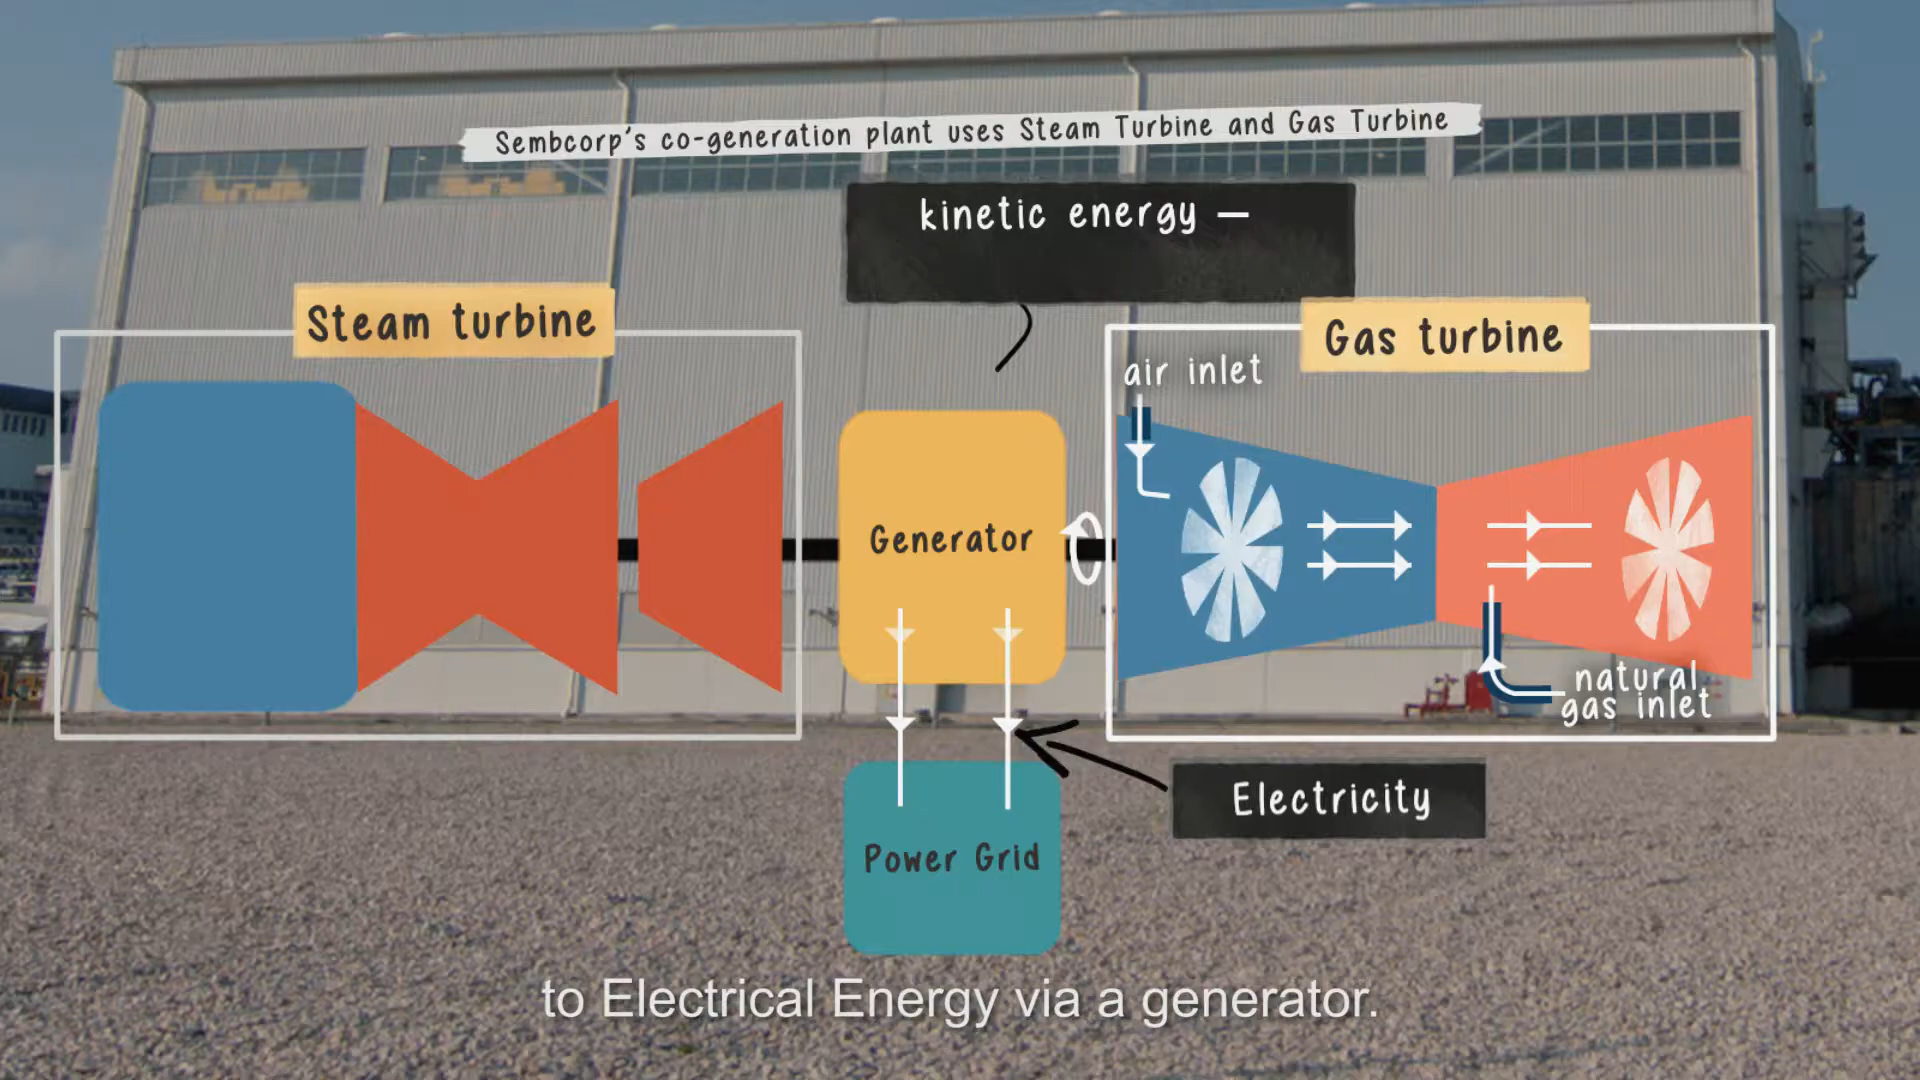 Sembcorp's co-generation plant uses Steam Turbine and Gas Turbine
kinetic energy —
Steam turbine
Gas turbine
air inlet
Generator
natural
gas inlet
Electricity
Power Grid
to Electrical Energy via a generator.